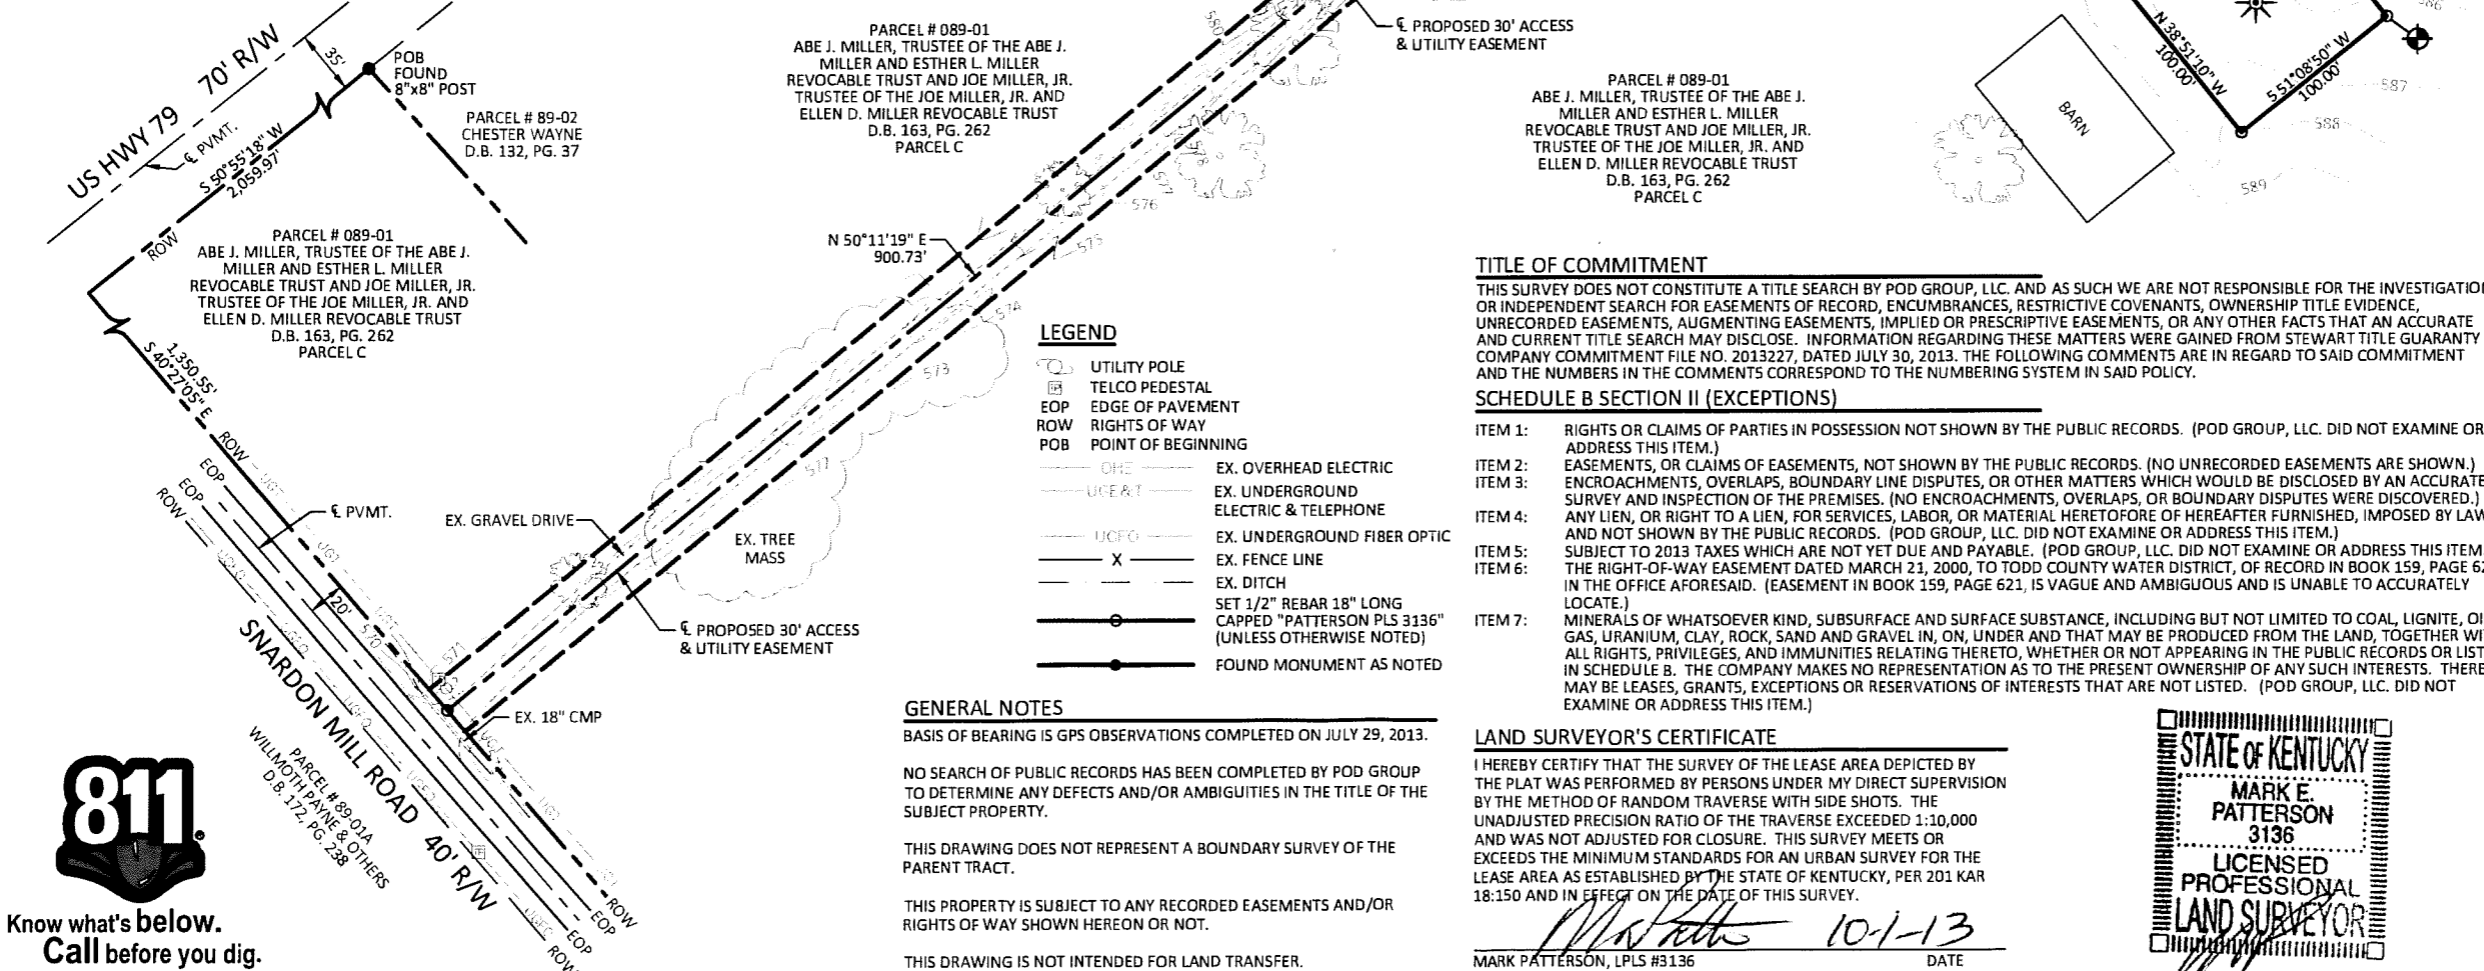 US HWY 79 70' R/W
35'
POB
FOUND
8"x8" POST
PARCEL # 89-02
CHESTER WAYNE
D.B. 132, PG. 37
℄ PVMT.
S 50°55'18" W
2,059.97'
ROW
PARCEL # 089-01
ABE J. MILLER, TRUSTEE OF THE ABE J.
MILLER AND ESTHER L. MILLER
REVOCABLE TRUST AND JOE MILLER, JR.
TRUSTEE OF THE JOE MILLER, JR. AND
ELLEN D. MILLER REVOCABLE TRUST
D.B. 163, PG. 262
PARCEL C
1,350.55'
S 40°27'05" E
PARCEL # 089-01
ABE J. MILLER, TRUSTEE OF THE ABE J.
MILLER AND ESTHER L. MILLER
REVOCABLE TRUST AND JOE MILLER, JR.
TRUSTEE OF THE JOE MILLER, JR. AND
ELLEN D. MILLER REVOCABLE TRUST
D.B. 163, PG. 262
PARCEL C
580
℄ PROPOSED 30' ACCESS
& UTILITY EASEMENT
PARCEL # 089-01
ABE J. MILLER, TRUSTEE OF THE ABE J.
MILLER AND ESTHER L. MILLER
REVOCABLE TRUST AND JOE MILLER, JR.
TRUSTEE OF THE JOE MILLER, JR. AND
ELLEN D. MILLER REVOCABLE TRUST
D.B. 163, PG. 262
PARCEL C
N 38°51'10" W
100.00'
S 51°08'50" W
100.00'
BARN
586
587
588
589
578
577
576
575
574
573
N 50°11'19" E
900.73'
ROW
EOP
EOP
ROW
UGT
℄ PVMT.
EX. GRAVEL DRIVE
EX. TREE
MASS
℄ PROPOSED 30' ACCESS
& UTILITY EASEMENT
20'
570
571
EX. 18" CMP
SNARDON MILL ROAD 40' R/W
PARCEL # 89-01A
WILLMOTH PAYNE & OTHERS
D.B. 172, PG. 238
ROW
EOP
EOP
ROW
811
Know what's below.
Call before you dig.
LEGEND
UTILITY POLE
TELCO PEDESTAL
EOP EDGE OF PAVEMENT
ROW RIGHTS OF WAY
POB POINT OF BEGINNING
OHE EX. OVERHEAD ELECTRIC
UGE&T EX. UNDERGROUND
ELECTRIC & TELEPHONE
UGFO EX. UNDERGROUND FIBER OPTIC
X EX. FENCE LINE
EX. DITCH
SET 1/2" REBAR 18" LONG
CAPPED "PATTERSON PLS 3136"
(UNLESS OTHERWISE NOTED)
FOUND MONUMENT AS NOTED
GENERAL NOTES
BASIS OF BEARING IS GPS OBSERVATIONS COMPLETED ON JULY 29, 2013.
NO SEARCH OF PUBLIC RECORDS HAS BEEN COMPLETED BY POD GROUP
TO DETERMINE ANY DEFECTS AND/OR AMBIGUITIES IN THE TITLE OF THE
SUBJECT PROPERTY.
THIS DRAWING DOES NOT REPRESENT A BOUNDARY SURVEY OF THE
PARENT TRACT.
THIS PROPERTY IS SUBJECT TO ANY RECORDED EASEMENTS AND/OR
RIGHTS OF WAY SHOWN HEREON OR NOT.
THIS DRAWING IS NOT INTENDED FOR LAND TRANSFER.
TITLE OF COMMITMENT
THIS SURVEY DOES NOT CONSTITUTE A TITLE SEARCH BY POD GROUP, LLC. AND AS SUCH WE ARE NOT RESPONSIBLE FOR THE INVESTIGATIO
OR INDEPENDENT SEARCH FOR EASEMENTS OF RECORD, ENCUMBRANCES, RESTRICTIVE COVENANTS, OWNERSHIP TITLE EVIDENCE,
UNRECORDED EASEMENTS, AUGMENTING EASEMENTS, IMPLIED OR PRESCRIPTIVE EASEMENTS, OR ANY OTHER FACTS THAT AN ACCURATE
AND CURRENT TITLE SEARCH MAY DISCLOSE. INFORMATION REGARDING THESE MATTERS WERE GAINED FROM STEWART TITLE GUARANTY
COMPANY COMMITMENT FILE NO. 2013227, DATED JULY 30, 2013. THE FOLLOWING COMMENTS ARE IN REGARD TO SAID COMMITMENT
AND THE NUMBERS IN THE COMMENTS CORRESPOND TO THE NUMBERING SYSTEM IN SAID POLICY.
SCHEDULE B SECTION II (EXCEPTIONS)
ITEM 1: RIGHTS OR CLAIMS OF PARTIES IN POSSESSION NOT SHOWN BY THE PUBLIC RECORDS. (POD GROUP, LLC. DID NOT EXAMINE OR
ADDRESS THIS ITEM.)
ITEM 2: EASEMENTS, OR CLAIMS OF EASEMENTS, NOT SHOWN BY THE PUBLIC RECORDS. (NO UNRECORDED EASEMENTS ARE SHOWN.)
ITEM 3: ENCROACHMENTS, OVERLAPS, BOUNDARY LINE DISPUTES, OR OTHER MATTERS WHICH WOULD BE DISCLOSED BY AN ACCURATE
SURVEY AND INSPECTION OF THE PREMISES. (NO ENCROACHMENTS, OVERLAPS, OR BOUNDARY DISPUTES WERE DISCOVERED.)
ITEM 4: ANY LIEN, OR RIGHT TO A LIEN, FOR SERVICES, LABOR, OR MATERIAL HERETOFORE OF HEREAFTER FURNISHED, IMPOSED BY LAW
AND NOT SHOWN BY THE PUBLIC RECORDS. (POD GROUP, LLC. DID NOT EXAMINE OR ADDRESS THIS ITEM.)
ITEM 5: SUBJECT TO 2013 TAXES WHICH ARE NOT YET DUE AND PAYABLE. (POD GROUP, LLC. DID NOT EXAMINE OR ADDRESS THIS ITEM
ITEM 6: THE RIGHT-OF-WAY EASEMENT DATED MARCH 21, 2000, TO TODD COUNTY WATER DISTRICT, OF RECORD IN BOOK 159, PAGE 62
IN THE OFFICE AFORESAID. (EASEMENT IN BOOK 159, PAGE 621, IS VAGUE AND AMBIGUOUS AND IS UNABLE TO ACCURATELY
LOCATE.)
ITEM 7: MINERALS OF WHATSOEVER KIND, SUBSURFACE AND SURFACE SUBSTANCE, INCLUDING BUT NOT LIMITED TO COAL, LIGNITE, OI
GAS, URANIUM, CLAY, ROCK, SAND AND GRAVEL IN, ON, UNDER AND THAT MAY BE PRODUCED FROM THE LAND, TOGETHER WI
ALL RIGHTS, PRIVILEGES, AND IMMUNITIES RELATING THERETO, WHETHER OR NOT APPEARING IN THE PUBLIC RECORDS OR LIST
IN SCHEDULE B. THE COMPANY MAKES NO REPRESENTATION AS TO THE PRESENT OWNERSHIP OF ANY SUCH INTERESTS. THERE
MAY BE LEASES, GRANTS, EXCEPTIONS OR RESERVATIONS OF INTERESTS THAT ARE NOT LISTED. (POD GROUP, LLC. DID NOT
EXAMINE OR ADDRESS THIS ITEM.)
LAND SURVEYOR'S CERTIFICATE
I HEREBY CERTIFY THAT THE SURVEY OF THE LEASE AREA DEPICTED BY
THE PLAT WAS PERFORMED BY PERSONS UNDER MY DIRECT SUPERVISION
BY THE METHOD OF RANDOM TRAVERSE WITH SIDE SHOTS. THE
UNADJUSTED PRECISION RATIO OF THE TRAVERSE EXCEEDED 1:10,000
AND WAS NOT ADJUSTED FOR CLOSURE. THIS SURVEY MEETS OR
EXCEEDS THE MINIMUM STANDARDS FOR AN URBAN SURVEY FOR THE
LEASE AREA AS ESTABLISHED BY THE STATE OF KENTUCKY, PER 201 KAR
18:150 AND IN EFFECT ON THE DATE OF THIS SURVEY.
10-1-13
MARK PATTERSON, LPLS #3136 DATE
STATE OF KENTUCKY
MARK E.
PATTERSON
3136
LICENSED
PROFESSIONAL
LAND SURVEYOR